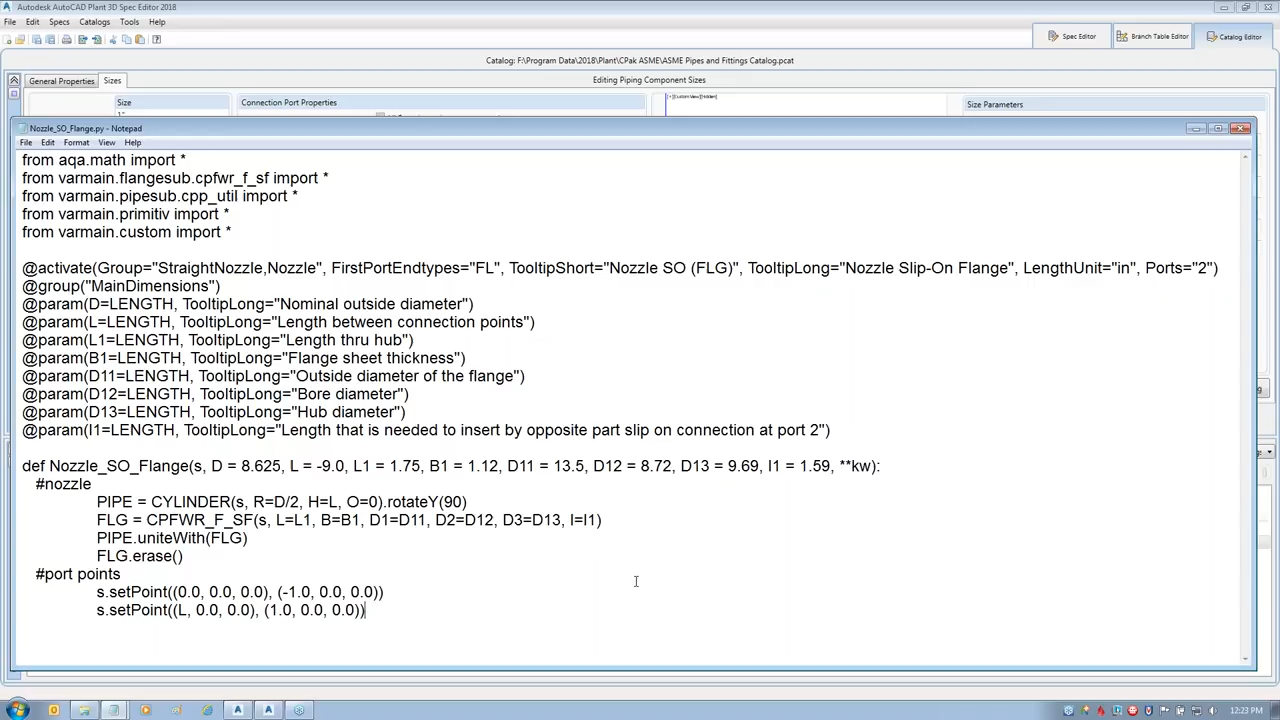 Autodesk AutoCAD Plant 3D Spec Editor 2018
File Edit Specs Catalogs Tools Help
Spec Editor Branch Table Editor Catalog Editor
Catalog: F:\Program Data\2018\Plant\CPak ASME\ASME Pipes and Fittings Catalog.pcat
General Properties Sizes Editing Piping Component Sizes
Size Connection Port Properties Size Parameters
Nozzle_SO_Flange.py - Notepad
File Edit Format View Help
from aqa.math import *
from varmain.flangesub.cpfwr_f_sf import *
from varmain.pipesub.cpp_util import *
from varmain.primitiv import *
from varmain.custom import *
@activate(Group="StraightNozzle,Nozzle", FirstPortEndtypes="FL", TooltipShort="Nozzle SO (FLG)", TooltipLong="Nozzle Slip-On Flange", LengthUnit="in", Ports="2")
@group("MainDimensions")
@param(D=LENGTH, TooltipLong="Nominal outside diameter")
@param(L=LENGTH, TooltipLong="Length between connection points")
@param(L1=LENGTH, TooltipLong="Length thru hub")
@param(B1=LENGTH, TooltipLong="Flange sheet thickness")
@param(D11=LENGTH, TooltipLong="Outside diameter of the flange")
@param(D12=LENGTH, TooltipLong="Bore diameter")
@param(D13=LENGTH, TooltipLong="Hub diameter")
@param(I1=LENGTH, TooltipLong="Length that is needed to insert by opposite part slip on connection at port 2")
def Nozzle_SO_Flange(s, D = 8.625, L = -9.0, L1 = 1.75, B1 = 1.12, D11 = 13.5, D12 = 8.72, D13 = 9.69, I1 = 1.59, **kw):
#nozzle
PIPE = CYLINDER(s, R=D/2, H=L, O=0).rotateY(90)
FLG = CPFWR_F_SF(s, L=L1, B=B1, D1=D11, D2=D12, D3=D13, I=I1)
PIPE.uniteWith(FLG)
FLG.erase()
#port points
s.setPoint((0.0, 0.0, 0.0), (-1.0, 0.0, 0.0))
s.setPoint((L, 0.0, 0.0), (1.0, 0.0, 0.0))
12:23 PM